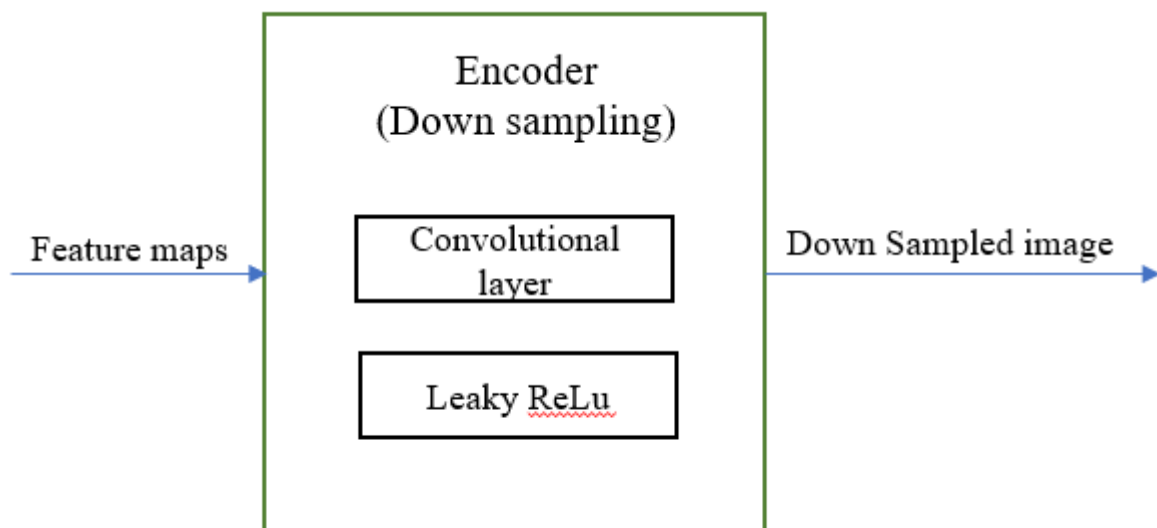 Encoder
(Down sampling)
Feature maps
Convolutional
layer
Down Sampled image
Leaky ReLu